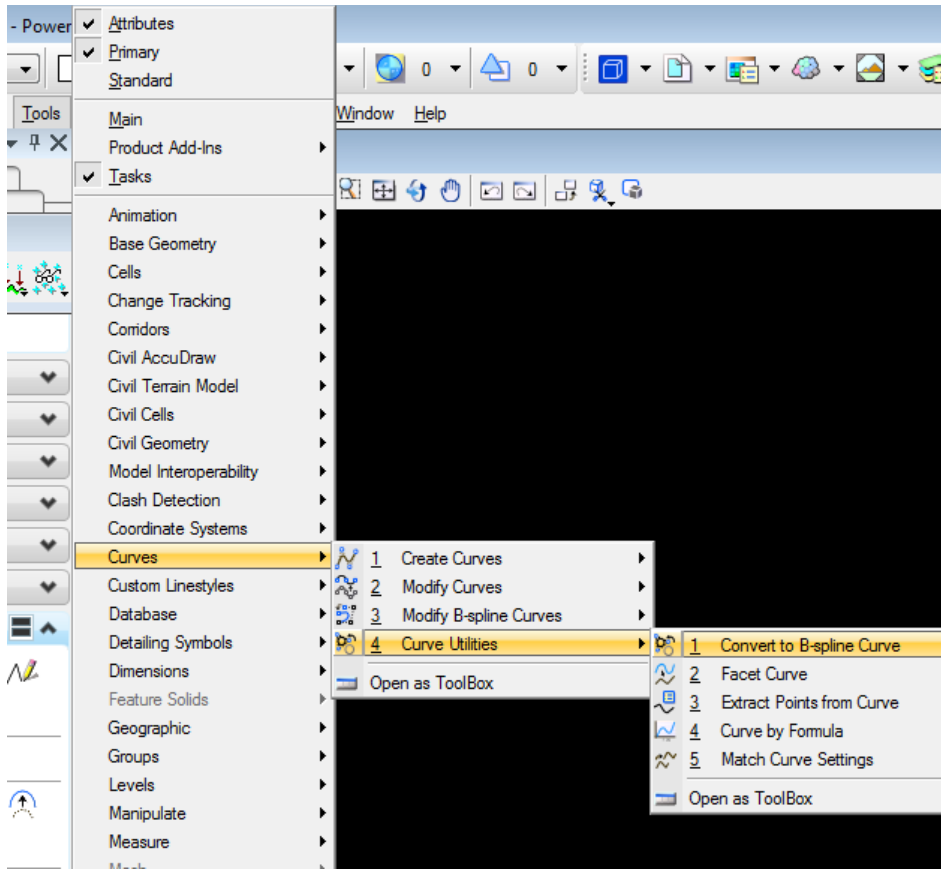 - Power
Attributes
Primary
Standard
0
0
Tools
Window Help
Main
Product Add-Ins
Tasks
Animation
Base Geometry
Cells
Change Tracking
Corridors
Civil AccuDraw
Civil Terrain Model
Civil Cells
Civil Geometry
Model Interoperability
Clash Detection
Coordinate Systems
Curves
1 Create Curves
Custom Linestyles
2 Modify Curves
Database
3 Modify B-spline Curves
Detailing Symbols
4 Curve Utilities
1 Convert to B-spline Curve
Dimensions
Open as ToolBox
2 Facet Curve
Feature Solids
3 Extract Points from Curve
Geographic
4 Curve by Formula
Groups
5 Match Curve Settings
Levels
Open as ToolBox
Manipulate
Measure
Mesh